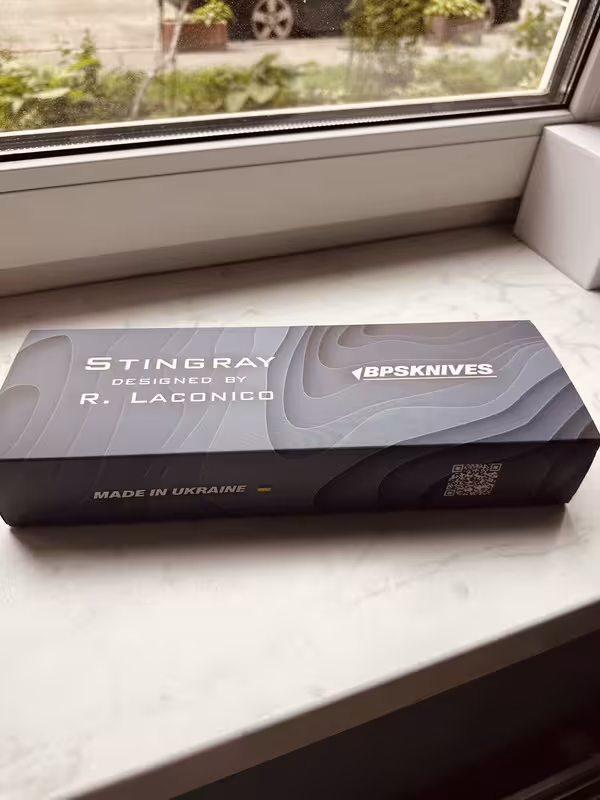 STINGRAY
DESIGNED BY
R. LACONICO
BPSKNIVES
MADE IN UKRAINE